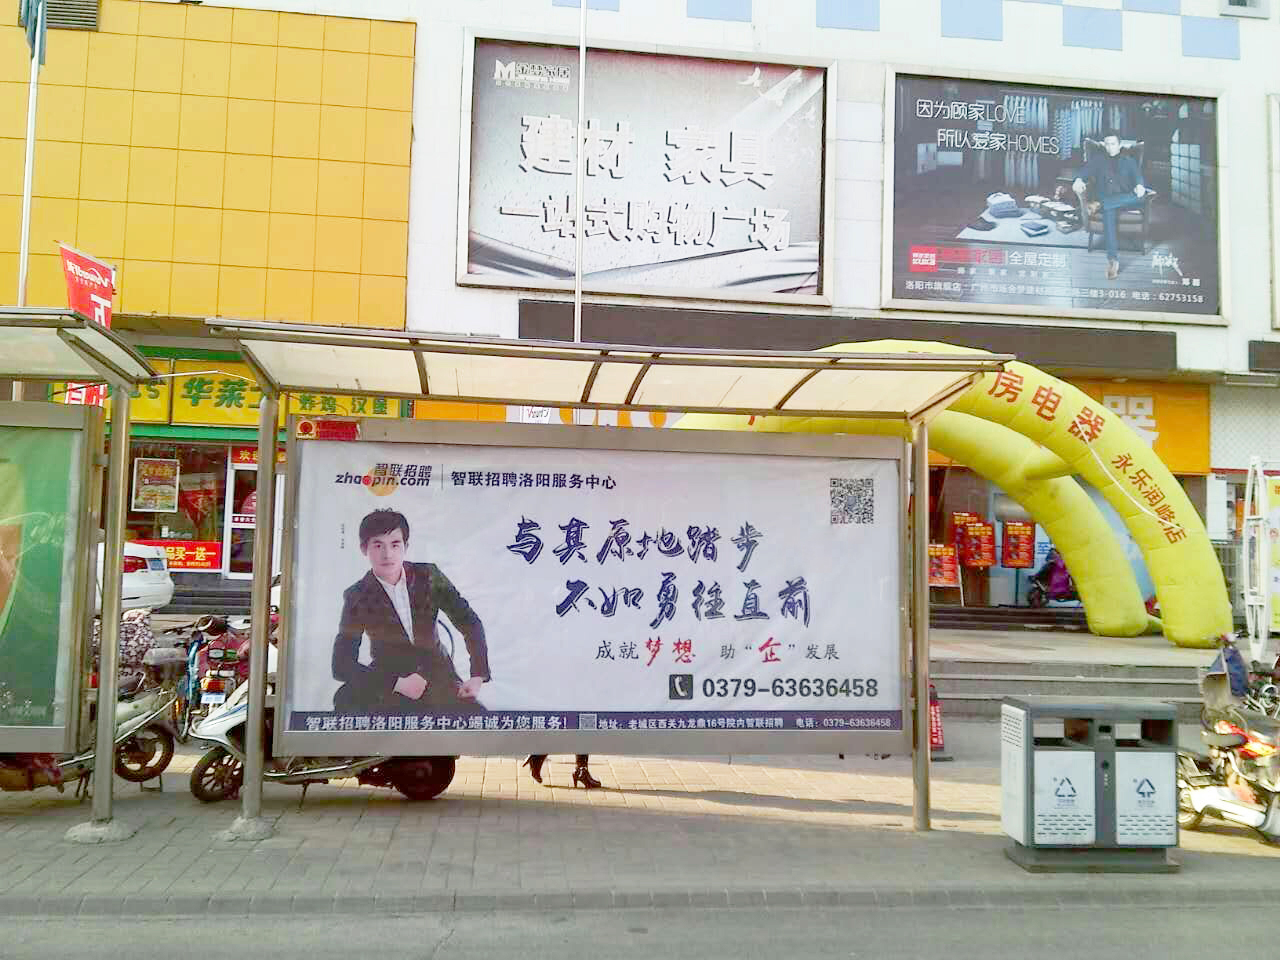 建材 家具
一站式购物广场
因为顾家LOVE
所以爱家HOMES
全屋定制
电话：62753158
华莱士
炸鸡 汉堡
房电器
永乐润峰店
器
品买一送一
智联招聘
zhaopin.com
智联招聘洛阳服务中心
与其原地踏步
不如勇往直前
成就梦想 助“企”发展
0379-63636458
智联招聘洛阳服务中心竭诚为您服务！
地址：老城区西关九龙鼎16号院内智联招聘 电话：0379-63636458